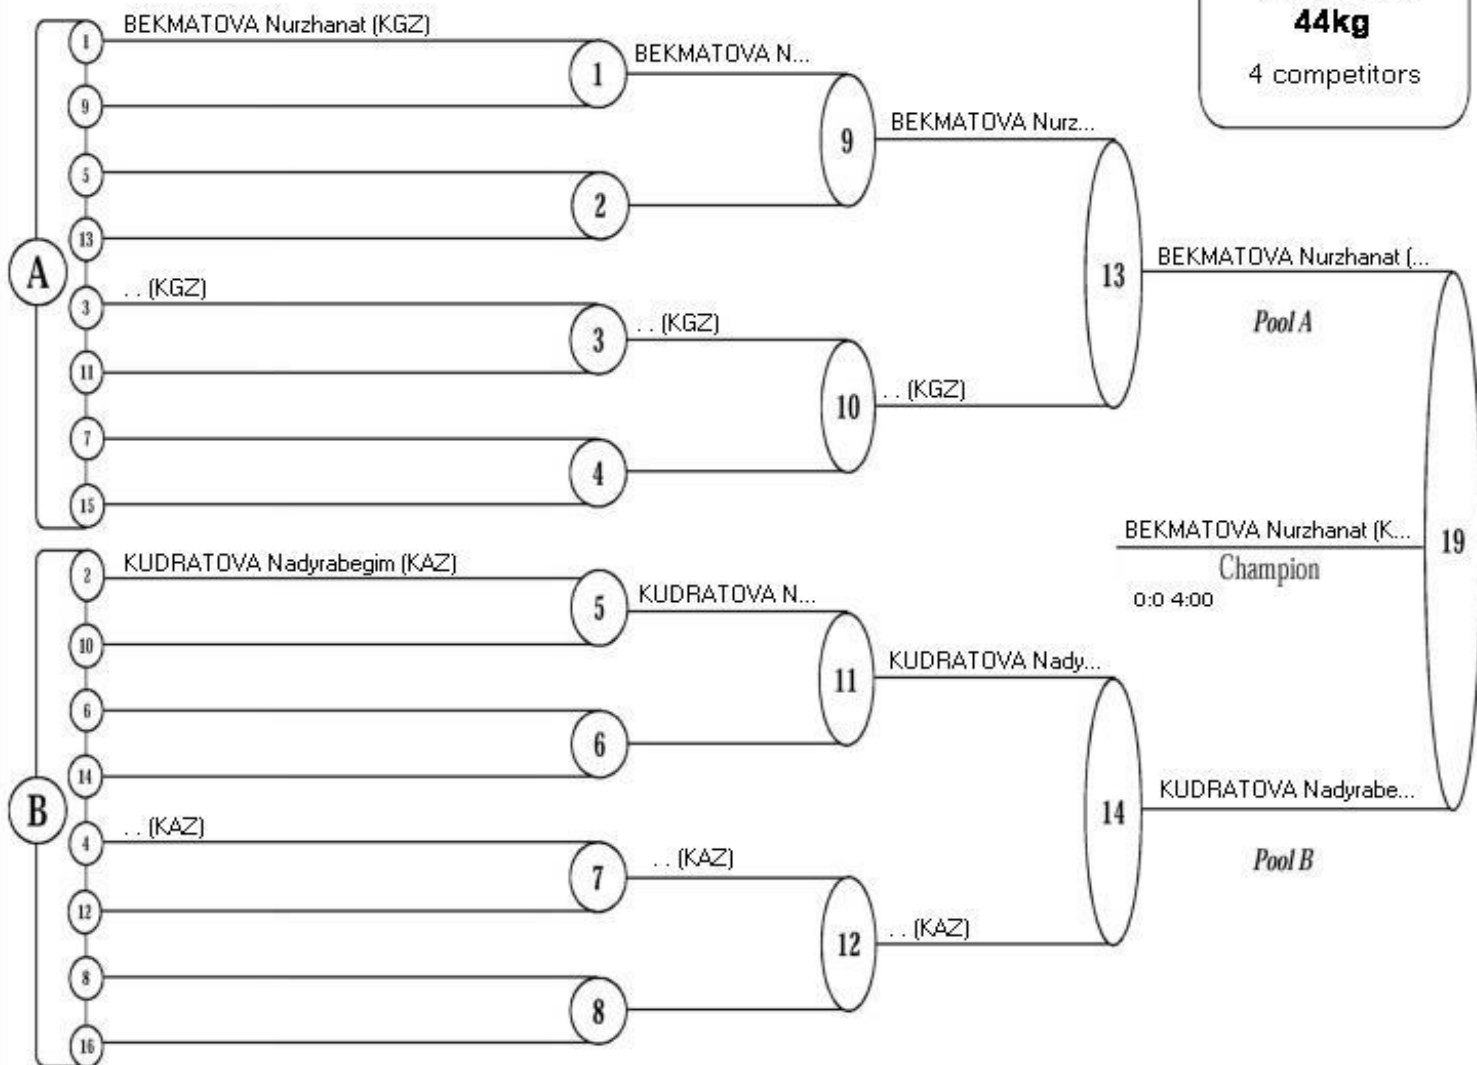 44kg
4 competitors
A
1 BEKMATOVA Nurzhanat (KGZ)
9
5
13
3 . . (KGZ)
11
7
15
1 BEKMATOVA N...
2
3 . . (KGZ)
4
9 BEKMATOVA Nurz...
10 . . (KGZ)
13 BEKMATOVA Nurzhanat (...
Pool A
B
2 KUDRATOVA Nadyrabegim (KAZ)
10
6
14
4 . . (KAZ)
12
8
16
5 KUDRATOVA N...
6
7 . . (KAZ)
8
11 KUDRATOVA Nady...
12 . . (KAZ)
14 KUDRATOVA Nadyrabe...
Pool B
BEKMATOVA Nurzhanat (K... 19
Champion
0:0 4:00